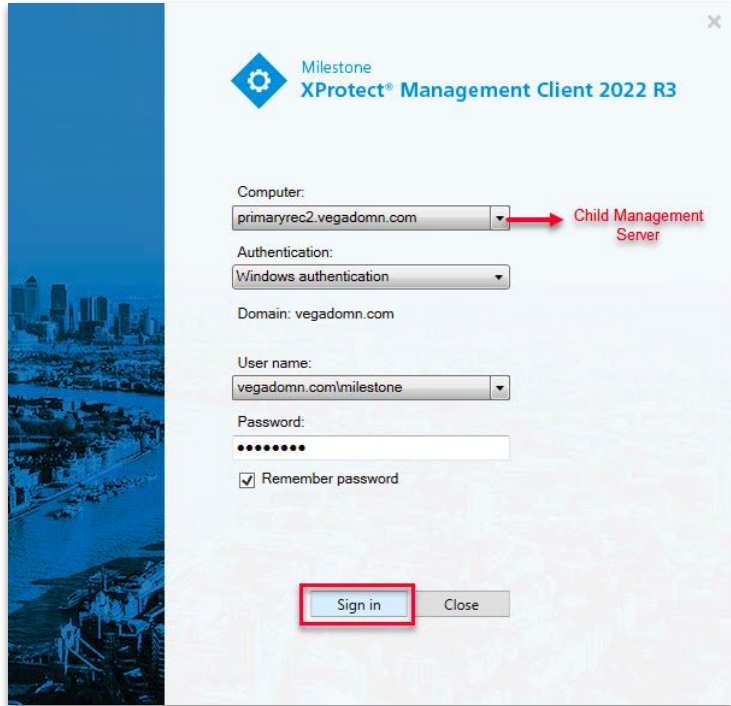 Milestone
XProtect® Management Client 2022 R3
Computer:
primaryrec2.vegadomn.com
Child Management
Server
Authentication:
Windows authentication
Domain: vegadomn.com
User name:
vegadomn.com\milestone
Password:
••••••••
Remember password
Sign in
Close